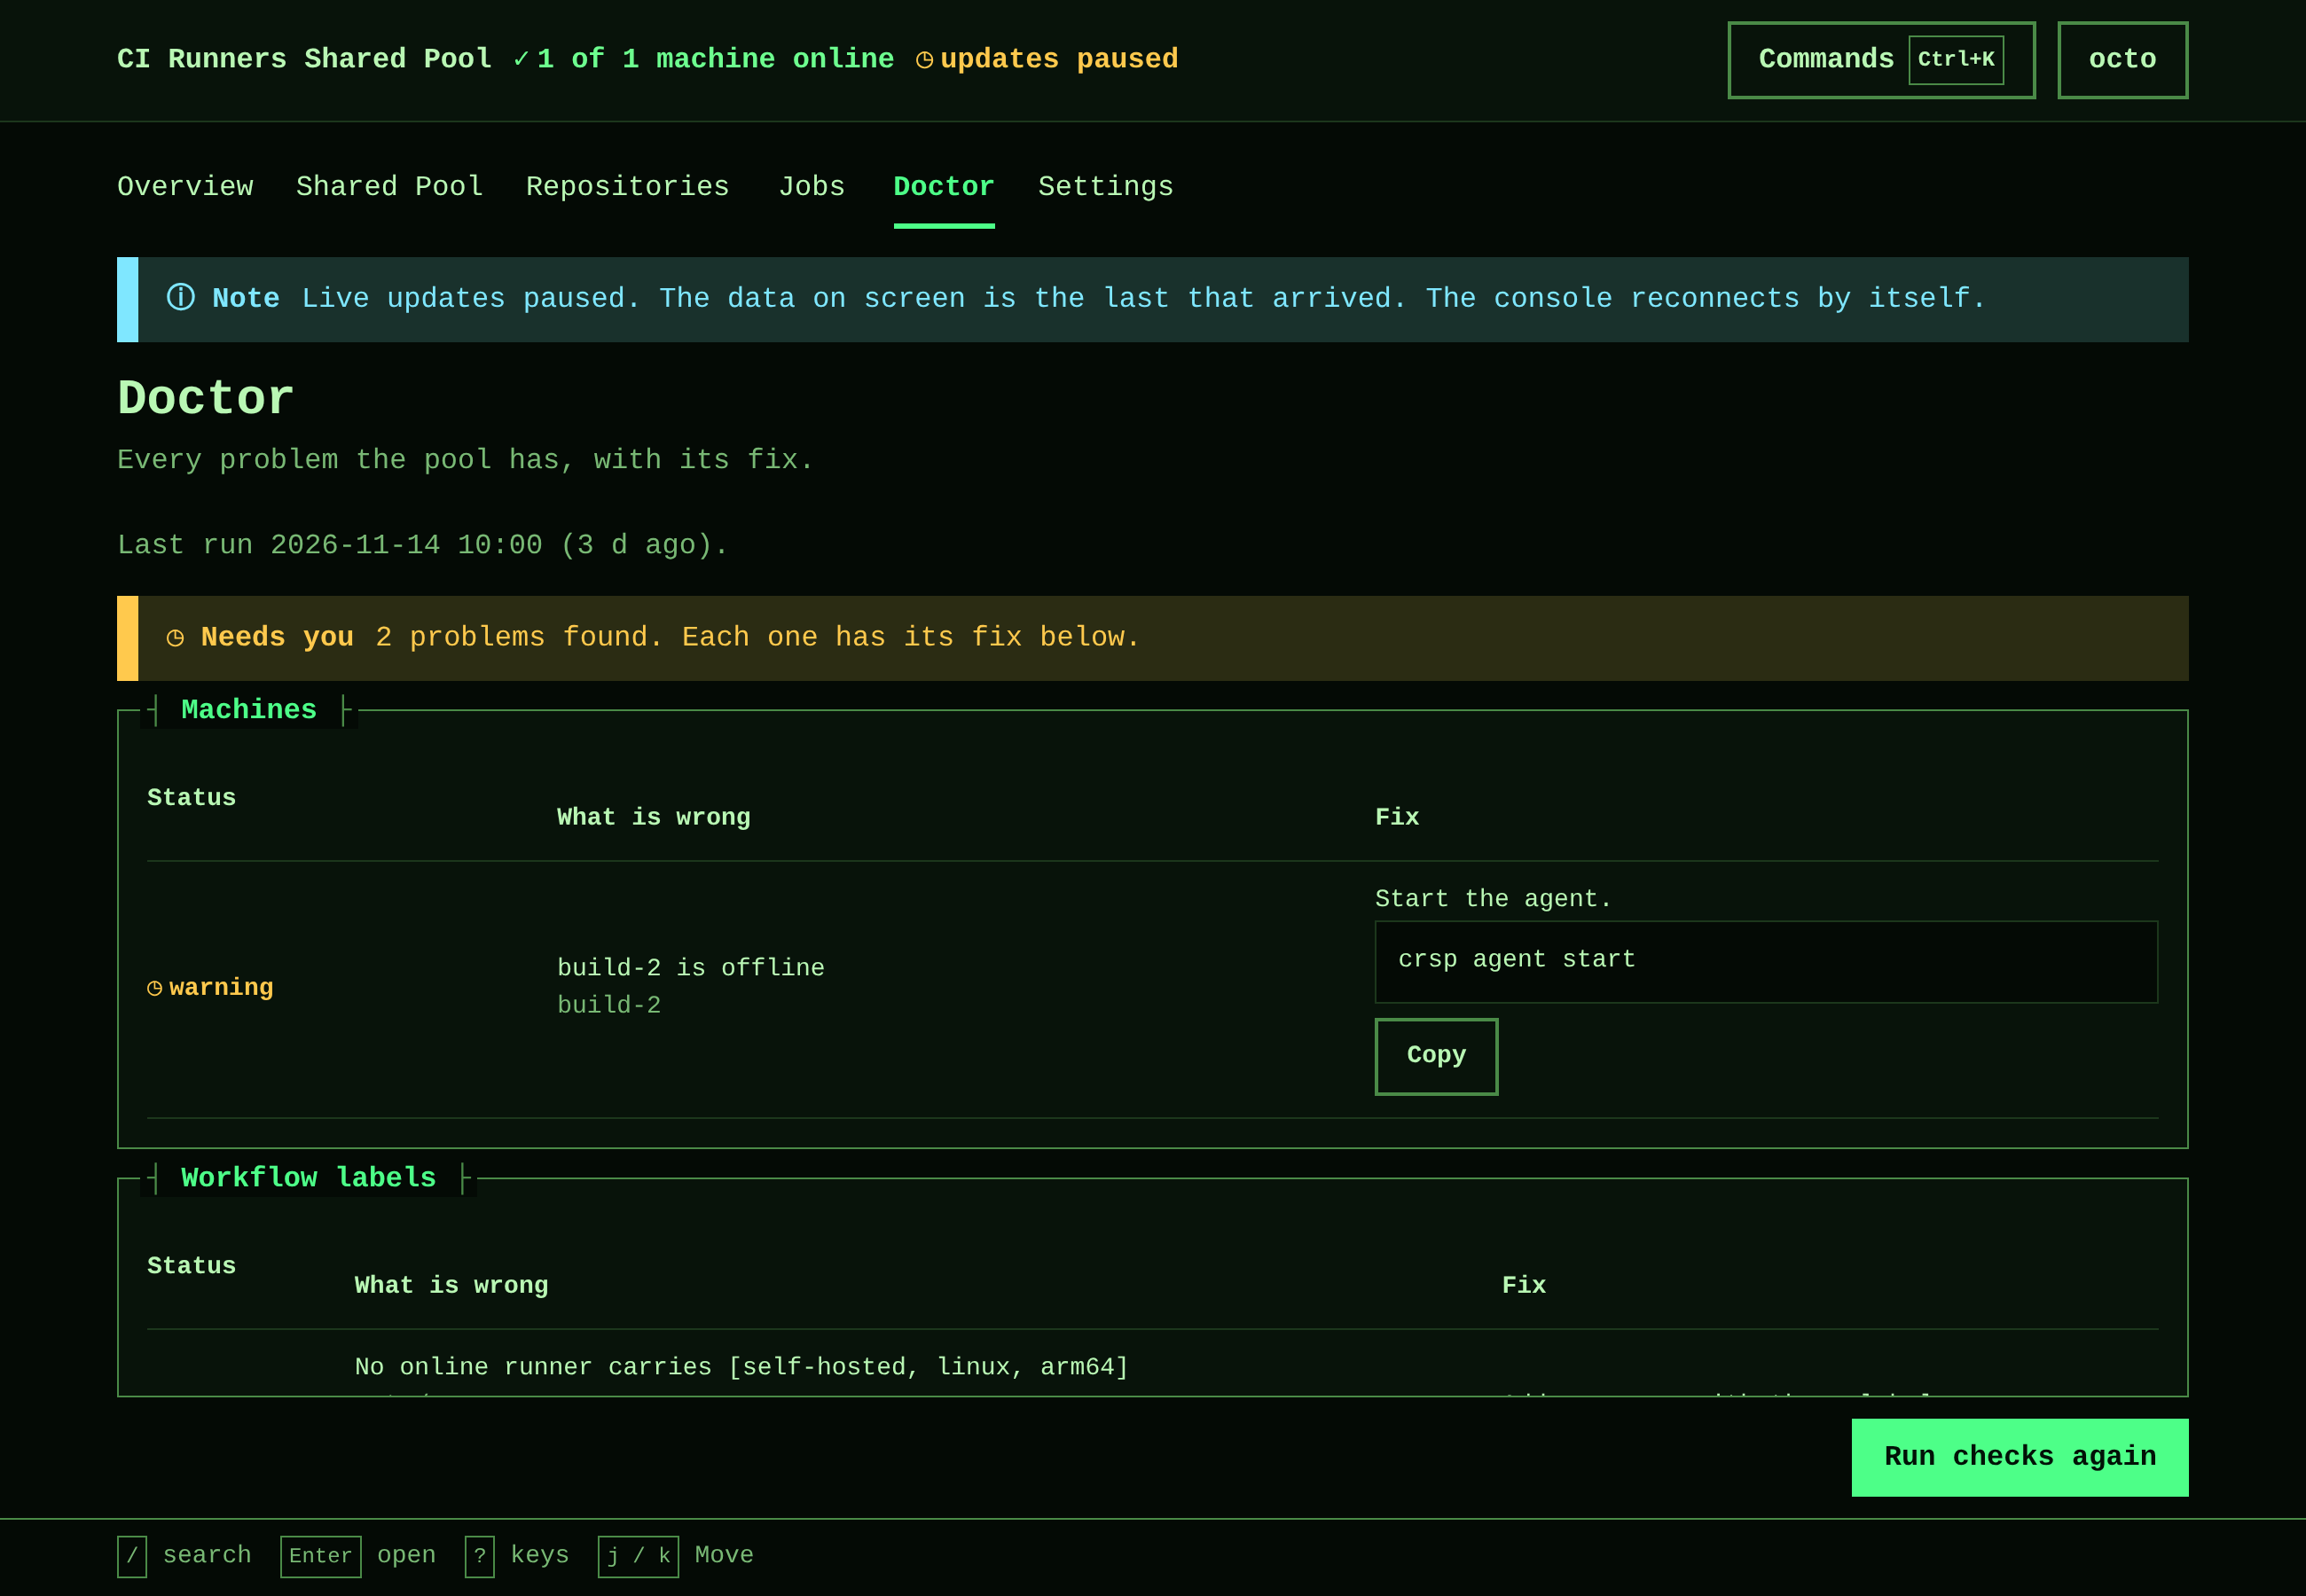 CI Runners Shared Pool ✓ 1 of 1 machine online ◷ updates paused Commands Ctrl+K octo
Overview Shared Pool Repositories Jobs Doctor Settings
ⓘ Note Live updates paused. The data on screen is the last that arrived. The console reconnects by itself.
Doctor
Every problem the pool has, with its fix.
Last run 2026-11-14 10:00 (3 d ago).
◷ Needs you 2 problems found. Each one has its fix below.
Machines
Status What is wrong Fix
Start the agent.
crsp agent start
build-2 is offline
◷ warning
build-2
Copy
Workflow labels
Status What is wrong Fix
No online runner carries [self-hosted, linux, arm64]
Run checks again
/ search Enter open ? keys j / k Move